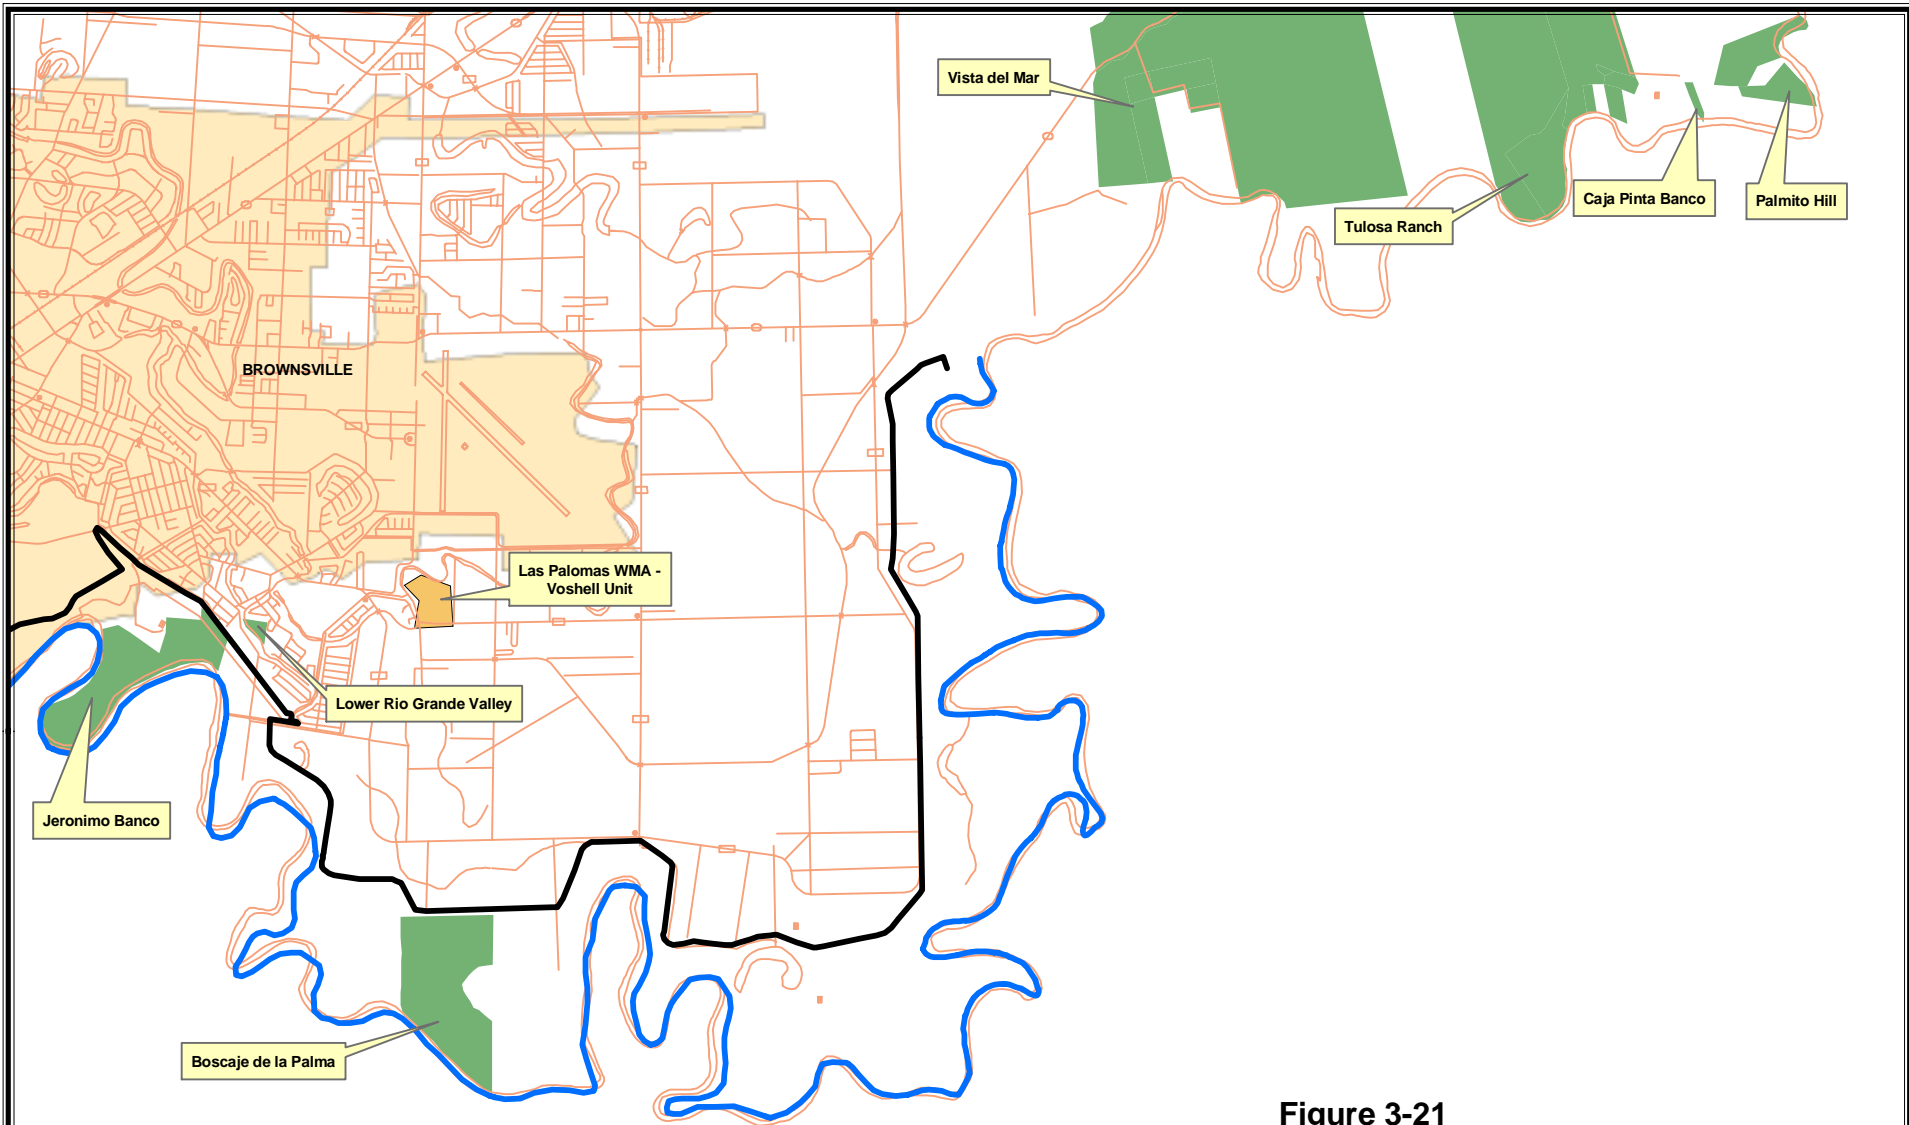 Vista del Mar
Caja Pinta Banco
Palmito Hill
Tulosa Ranch
BROWNSVILLE
Las Palomas WMA -
Voshell Unit
Lower Rio Grande Valley
Jeronimo Banco
Boscaje de la Palma
Figure 3-21